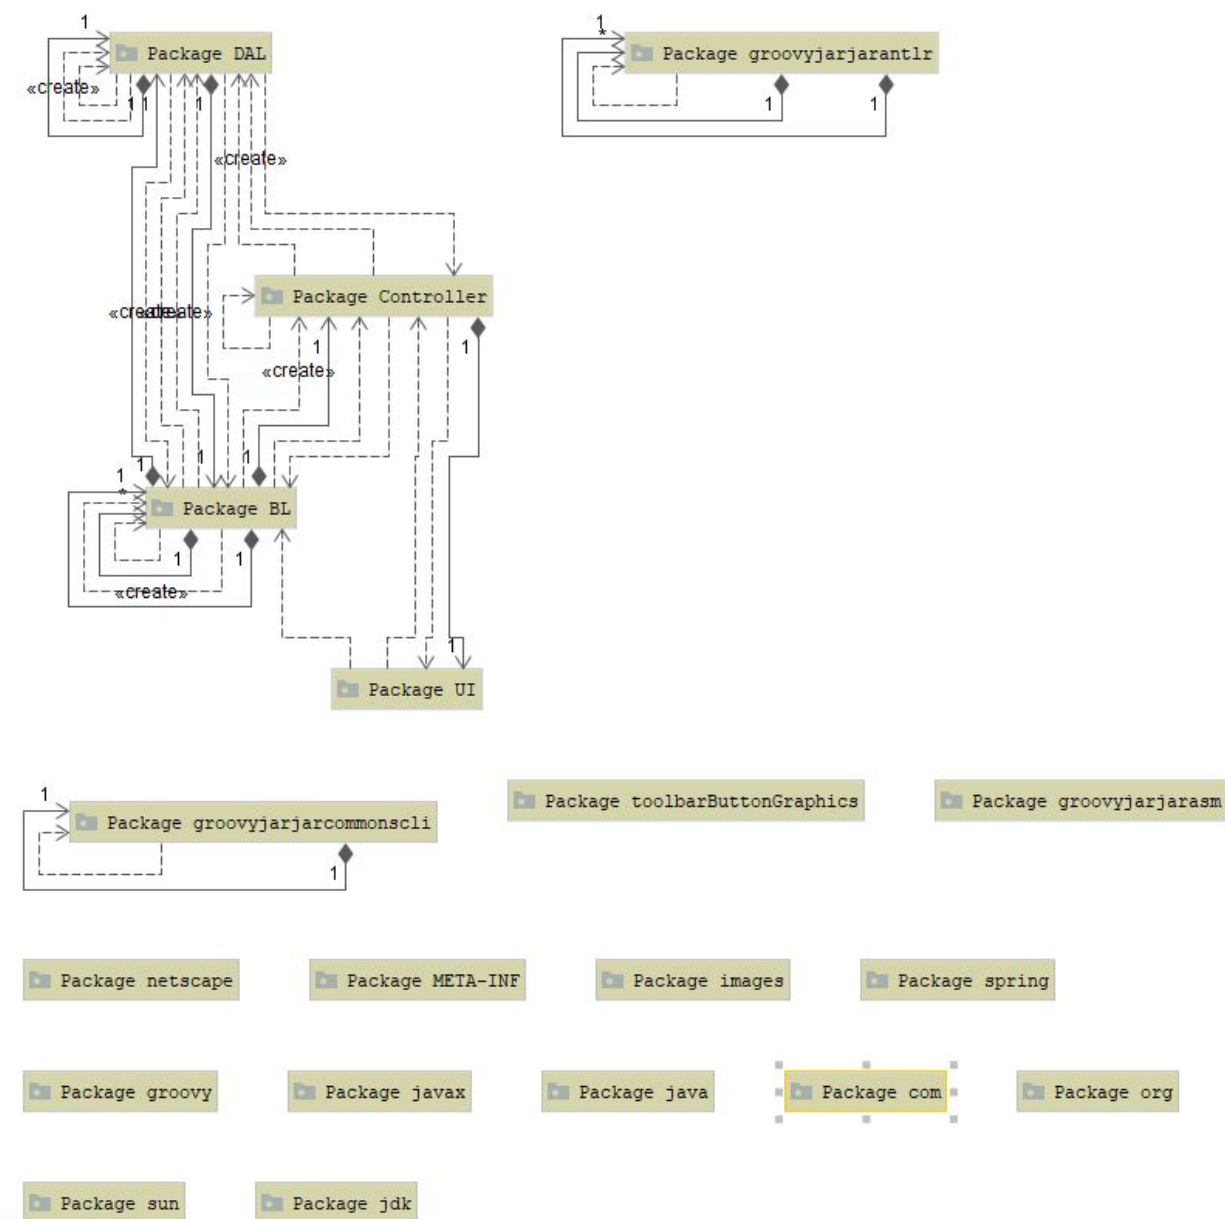 1
Package DAL
«create»
1
1
1
«create»
1
*
Package groovyjarjarantlr
1
1
Package Controller
1
1
«create»
«create»
«create»
1
1
1
1
*
Package BL
1
1
«create»
1
Package UI
1
Package groovyjarjarcommonscli
1
Package toolbarButtonGraphics
Package groovyjarjarasm
Package netscape
Package META-INF
Package images
Package spring
Package groovy
Package javax
Package java
Package com
Package org
Package sun
Package jdk